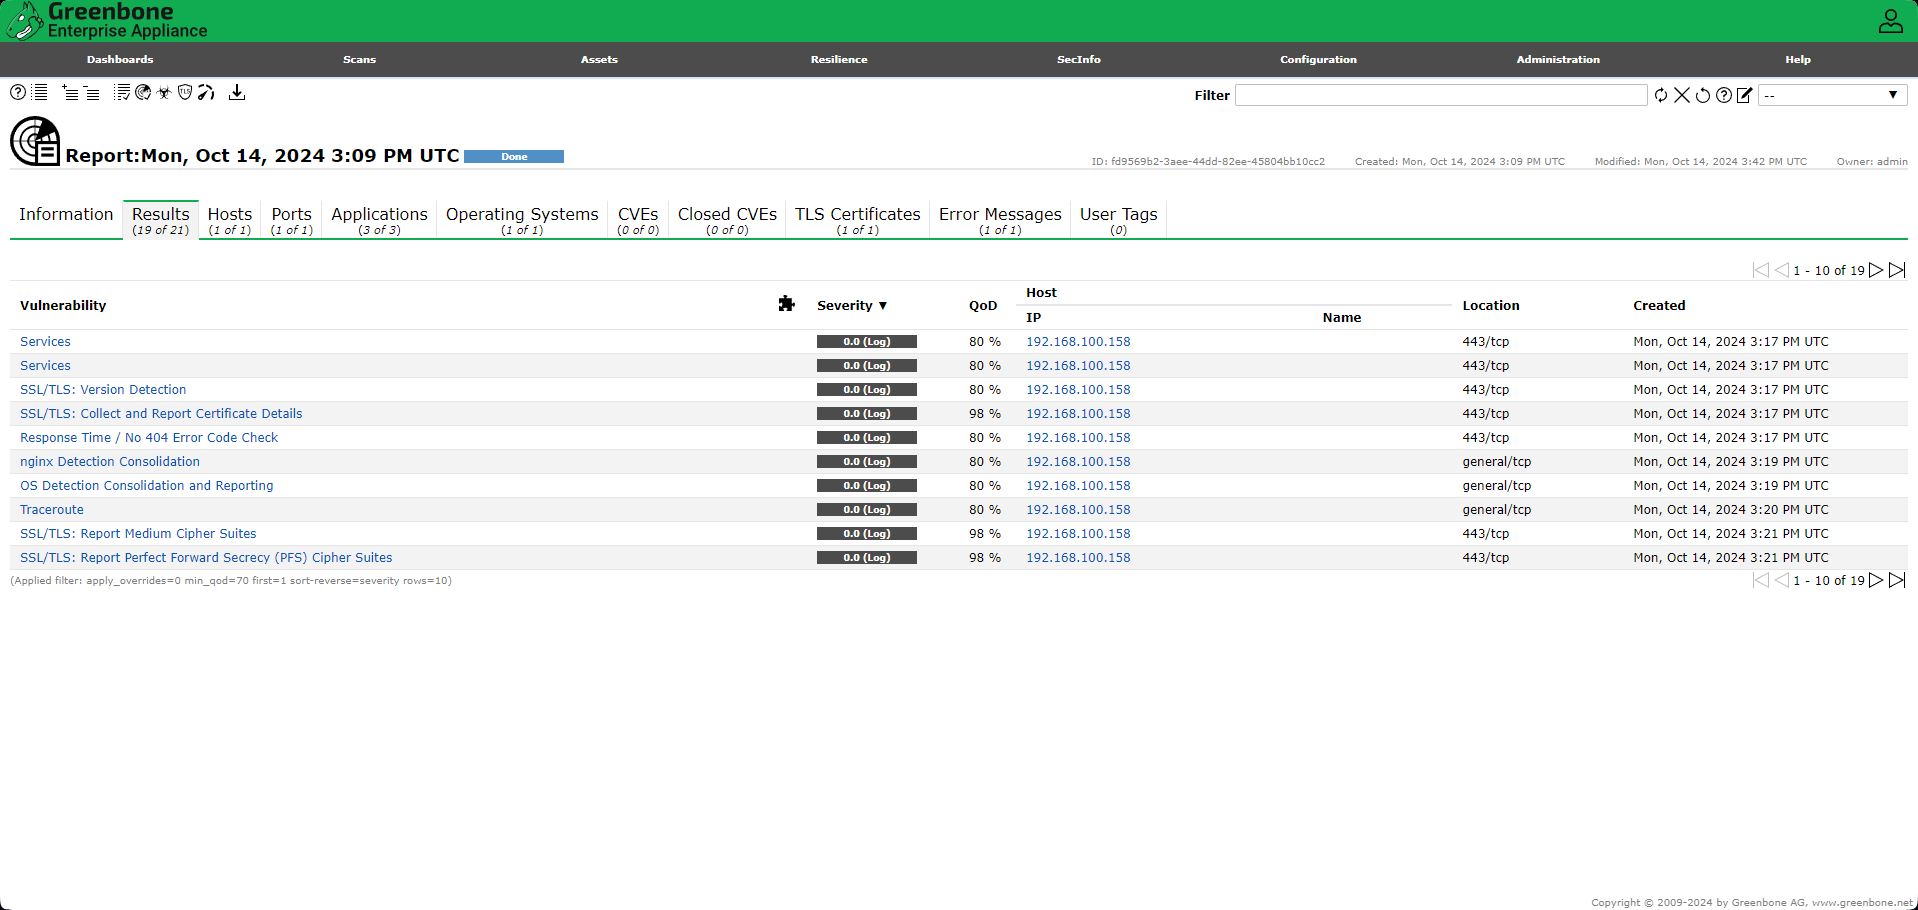 Greenbone
Enterprise Appliance
Dashboards Scans Assets Resilience SecInfo Configuration Administration Help
Filter --
Report:Mon, Oct 14, 2024 3:09 PM UTC Done
ID: fd9569b2-3aee-44dd-82ee-45804bb10cc2 Created: Mon, Oct 14, 2024 3:09 PM UTC Modified: Mon, Oct 14, 2024 3:42 PM UTC Owner: admin
Information Results Hosts Ports Applications Operating Systems CVEs Closed CVEs TLS Certificates Error Messages User Tags
(19 of 21) (1 of 1) (1 of 1) (3 of 3) (1 of 1) (0 of 0) (0 of 0) (1 of 1) (1 of 1) (0)
1 - 10 of 19
Vulnerability Severity ▼ QoD Host Location Created
IP Name
Services 0.0 (Log) 80 % 192.168.100.158 443/tcp Mon, Oct 14, 2024 3:17 PM UTC
Services 0.0 (Log) 80 % 192.168.100.158 443/tcp Mon, Oct 14, 2024 3:17 PM UTC
SSL/TLS: Version Detection 0.0 (Log) 80 % 192.168.100.158 443/tcp Mon, Oct 14, 2024 3:17 PM UTC
SSL/TLS: Collect and Report Certificate Details 0.0 (Log) 98 % 192.168.100.158 443/tcp Mon, Oct 14, 2024 3:17 PM UTC
Response Time / No 404 Error Code Check 0.0 (Log) 80 % 192.168.100.158 443/tcp Mon, Oct 14, 2024 3:17 PM UTC
nginx Detection Consolidation 0.0 (Log) 80 % 192.168.100.158 general/tcp Mon, Oct 14, 2024 3:19 PM UTC
OS Detection Consolidation and Reporting 0.0 (Log) 80 % 192.168.100.158 general/tcp Mon, Oct 14, 2024 3:19 PM UTC
Traceroute 0.0 (Log) 80 % 192.168.100.158 general/tcp Mon, Oct 14, 2024 3:20 PM UTC
SSL/TLS: Report Medium Cipher Suites 0.0 (Log) 98 % 192.168.100.158 443/tcp Mon, Oct 14, 2024 3:21 PM UTC
SSL/TLS: Report Perfect Forward Secrecy (PFS) Cipher Suites 0.0 (Log) 98 % 192.168.100.158 443/tcp Mon, Oct 14, 2024 3:21 PM UTC
(Applied filter: apply_overrides=0 min_qod=70 first=1 sort-reverse=severity rows=10)
1 - 10 of 19
Copyright © 2009-2024 by Greenbone AG, www.greenbone.net